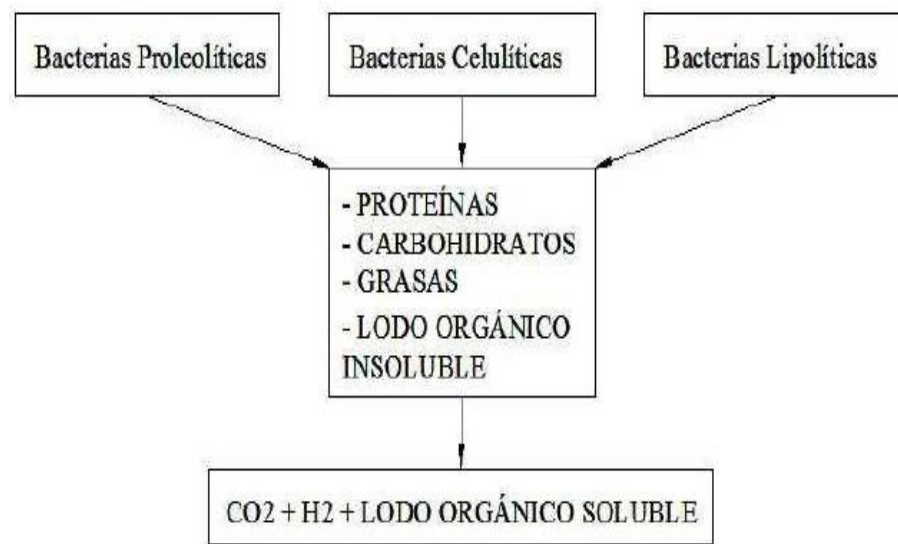 Bacterias Proleolíticas
Bacterias Celulíticas
Bacterias Lipolíticas
- PROTEÍNAS
- CARBOHIDRATOS
- GRASAS
- LODO ORGÁNICO
INSOLUBLE
CO2 + H2 + LODO ORGÁNICO SOLUBLE